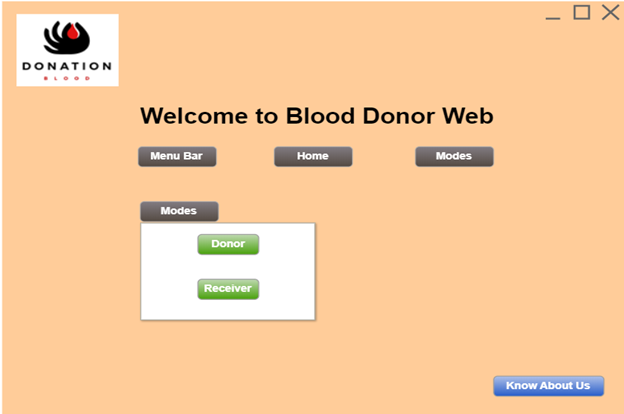 DONATION
BLOOD
Welcome to Blood Donor Web
Menu Bar Home Modes
Modes
Donor
Receiver
Know About Us